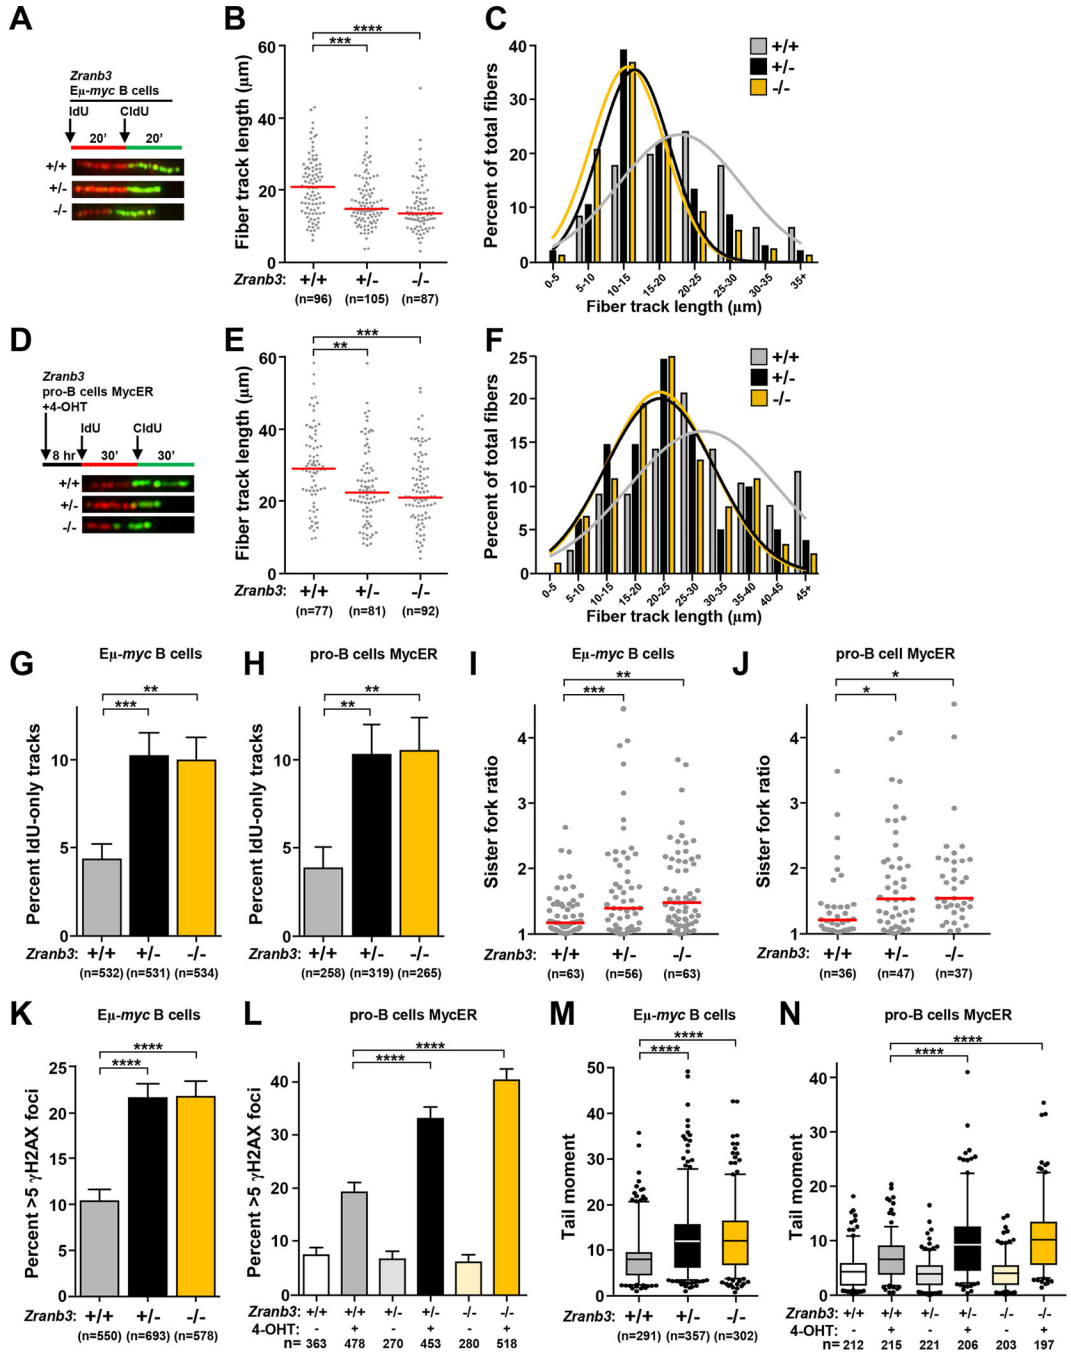 A
Zranb3
Eμ-myc B cells
IdU CldU
20' 20'
+/+
+/-
-/-
B
Fiber track length (μm)
60
40
20
0
****
***
Zranb3: +/+ +/- -/-
(n=96) (n=105) (n=87)
C
Percent of total fibers
40
30
20
10
0
+/+
+/-
-/-
0-5 5-10 10-15 15-20 20-25 25-30 30-35 35+
Fiber track length (μm)
D
Zranb3
pro-B cells MycER
+4-OHT
IdU CldU
8 hr 30' 30'
+/+
+/-
-/-
E
Fiber track length (μm)
60
40
20
0
***
**
Zranb3: +/+ +/- -/-
(n=77) (n=81) (n=92)
F
Percent of total fibers
25
20
15
10
5
0
+/+
+/-
-/-
0-5 5-10 10-15 15-20 20-25 25-30 30-35 35-40 40-45 45+
Fiber track length (μm)
G
Eμ-myc B cells
Percent IdU-only tracks
10
5
0
**
***
Zranb3: +/+ +/- -/-
(n=532) (n=531) (n=534)
H
pro-B cells MycER
Percent IdU-only tracks
10
5
0
**
**
+/+ +/- -/-
(n=258) (n=319) (n=265)
I
Eμ-myc B cells
Sister fork ratio
4
3
2
1
**
***
Zranb3: +/+ +/- -/-
(n=63) (n=56) (n=63)
J
pro-B cell MycER
Sister fork ratio
4
3
2
1
*
*
+/+ +/- -/-
(n=36) (n=47) (n=37)
K
Eμ-myc B cells
Percent >5 γH2AX foci
25
20
15
10
5
0
****
****
Zranb3: +/+ +/- -/-
(n=550) (n=693) (n=578)
L
pro-B cells MycER
Percent >5 γH2AX foci
40
30
20
10
0
****
****
Zranb3: +/+ +/+ +/- +/- -/- -/-
4-OHT: - + - + - +
n= 363 478 270 453 280 518
M
Eμ-myc B cells
Tail moment
50
40
30
20
10
0
****
****
Zranb3: +/+ +/- -/-
(n=291) (n=357) (n=302)
N
pro-B cells MycER
Tail moment
40
30
20
10
0
****
****
Zranb3: +/+ +/+ +/- +/- -/- -/-
4-OHT: - + - + - +
n= 212 215 221 206 203 197